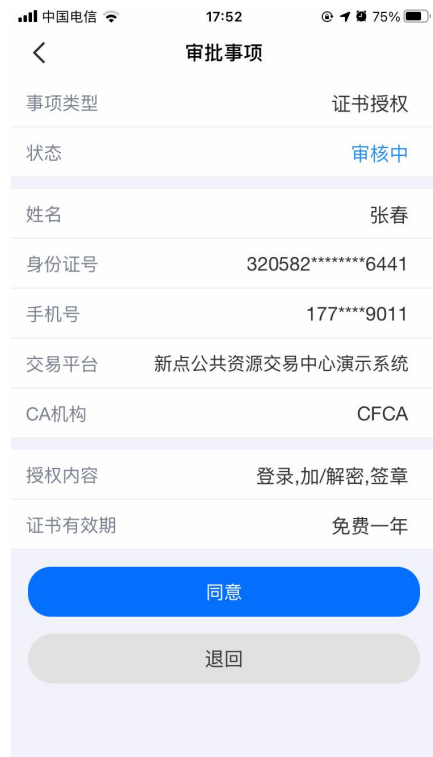 中国电信 17:52 75%
审批事项
事项类型 证书授权
状态 审核中
姓名 张春
身份证号 320582********6441
手机号 177****9011
交易平台 新点公共资源交易中心演示系统
CA机构 CFCA
授权内容 登录,加/解密,签章
证书有效期 免费一年
同意
退回